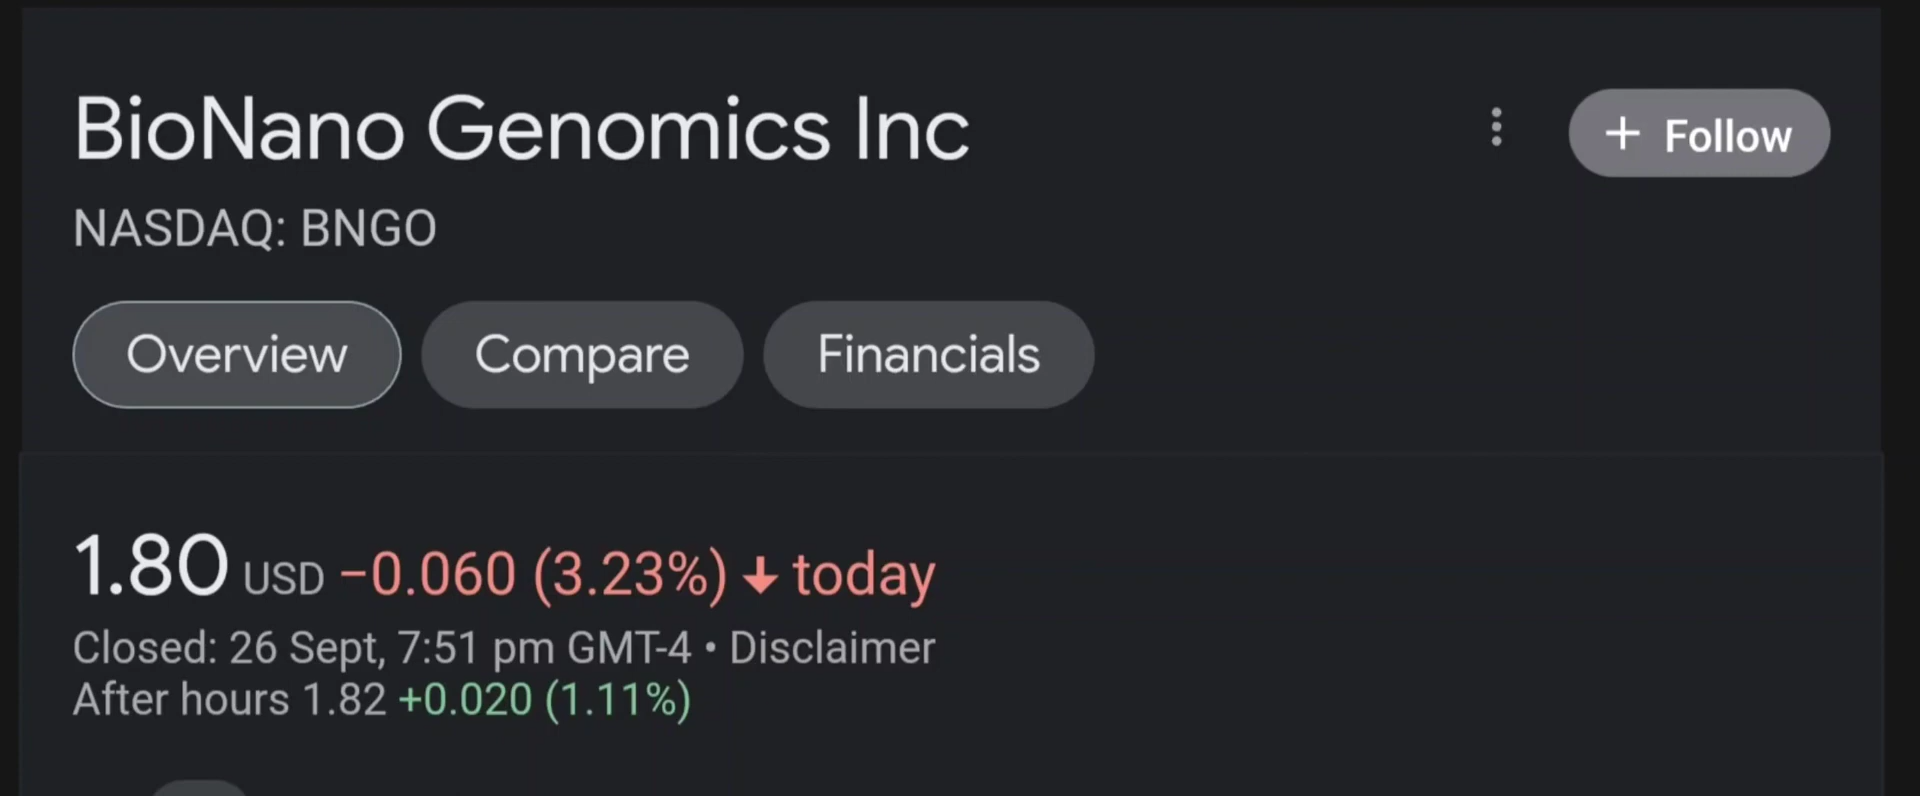 BioNano Genomics Inc
+ Follow
NASDAQ: BNGO
Overview
Compare
Financials
1.80 USD −0.060 (3.23%) ↓ today
Closed: 26 Sept, 7:51 pm GMT-4 • Disclaimer
After hours 1.82 +0.020 (1.11%)